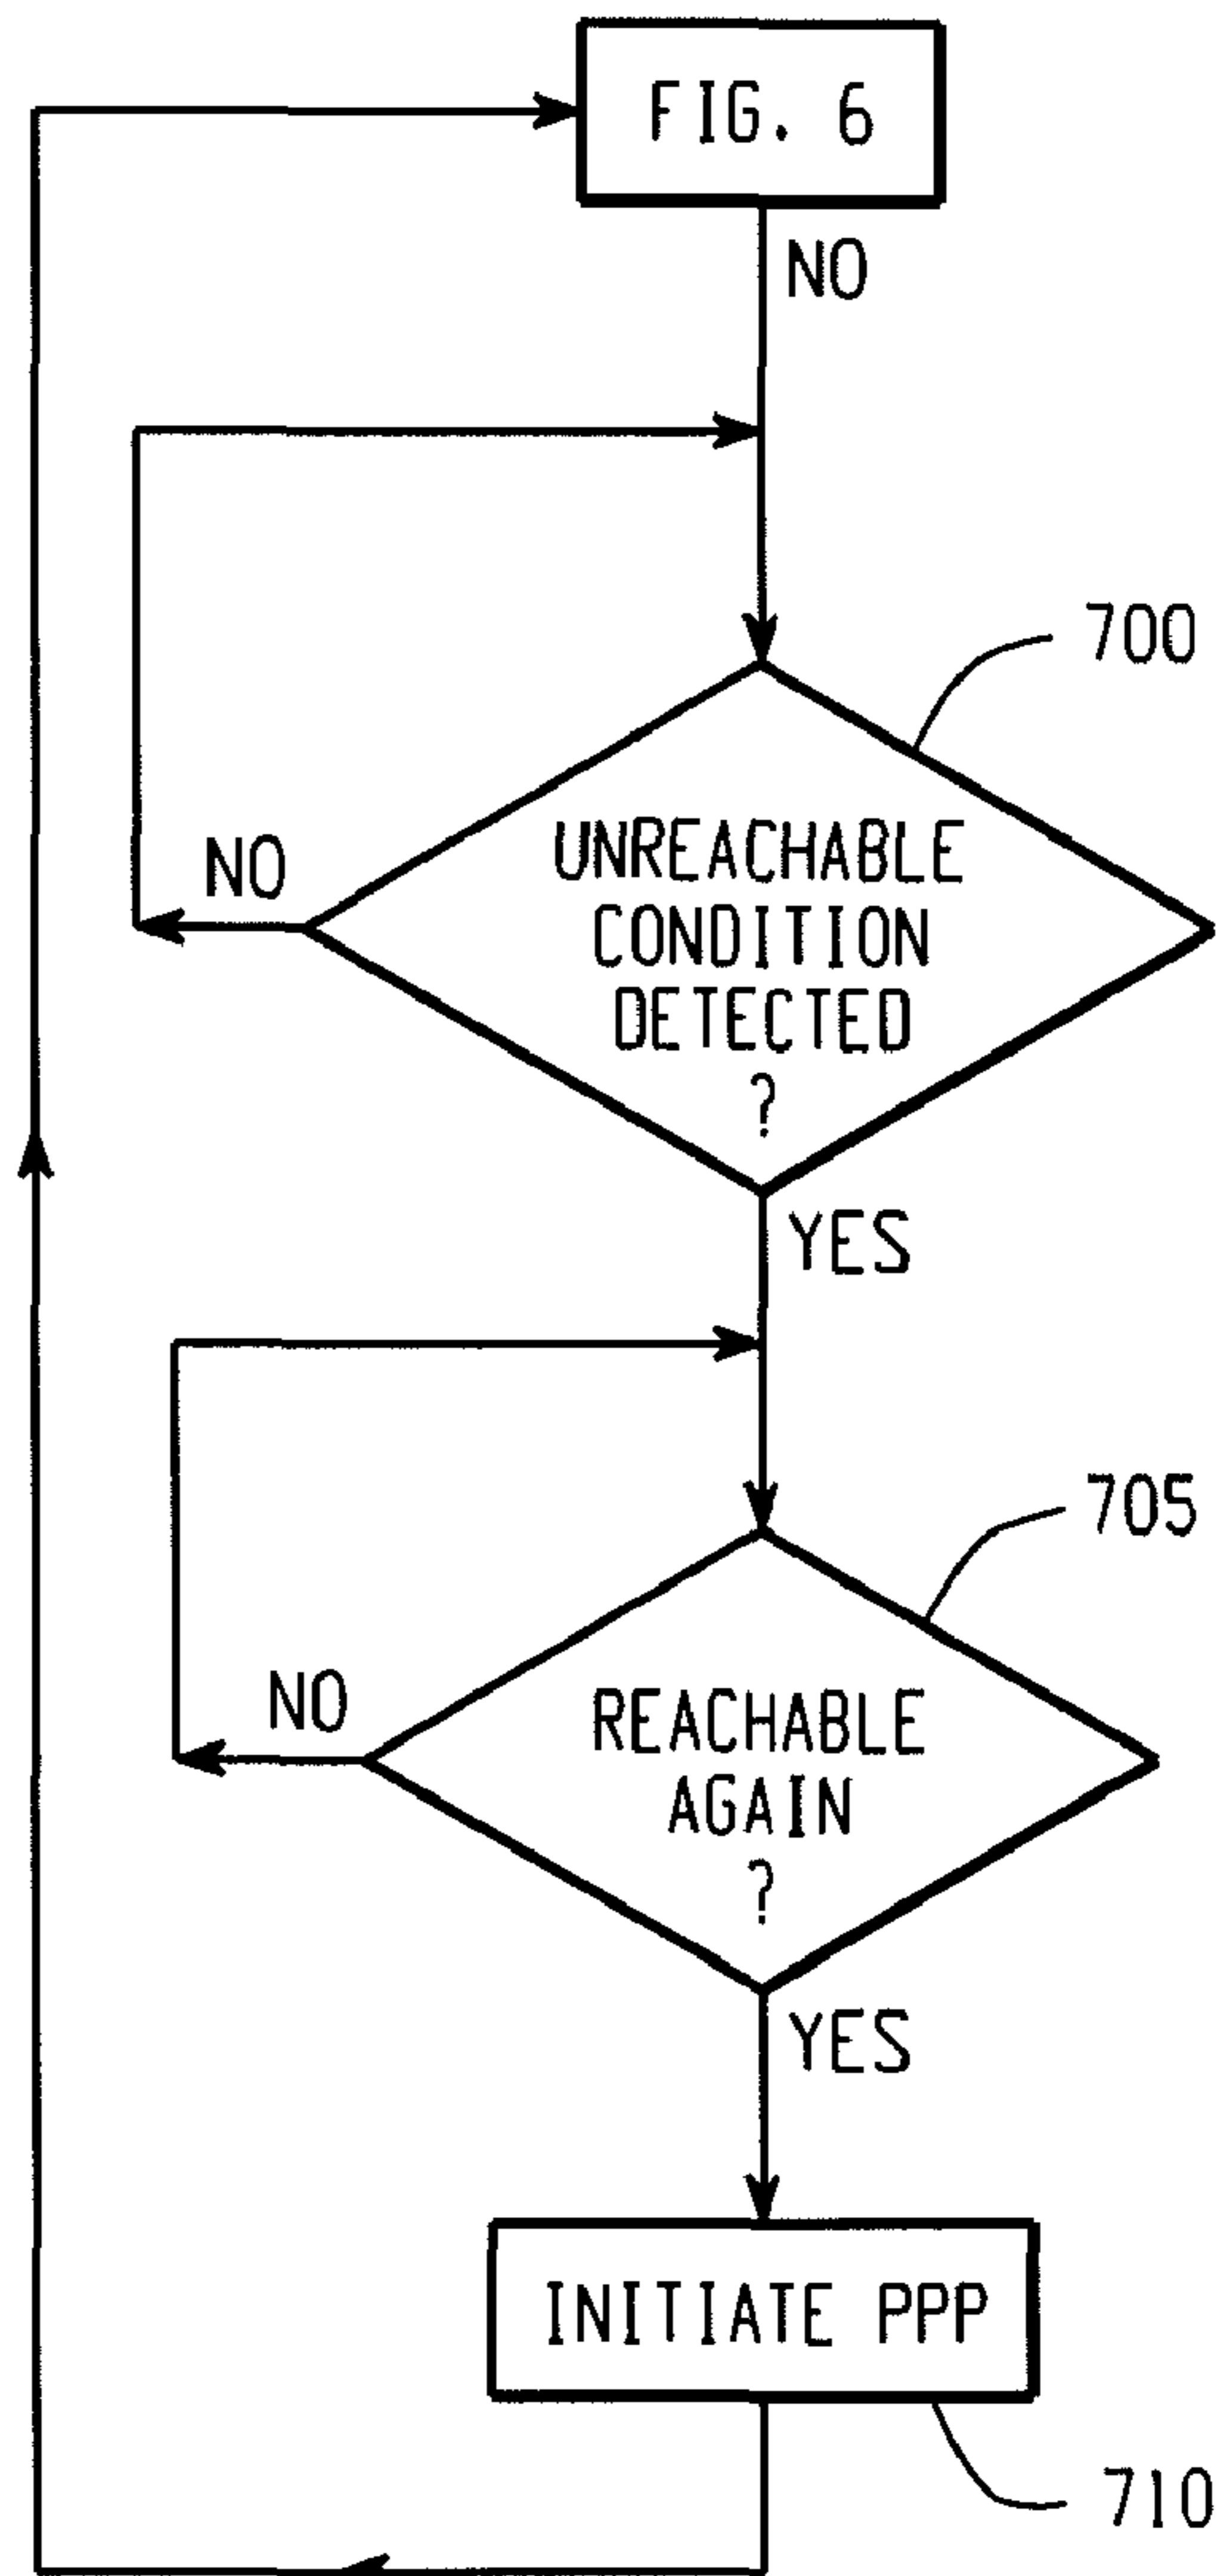 FIG. 6
NO
700
UNREACHABLE
CONDITION
DETECTED
?
NO
YES
705
REACHABLE
AGAIN
?
NO
YES
INITIATE PPP
710